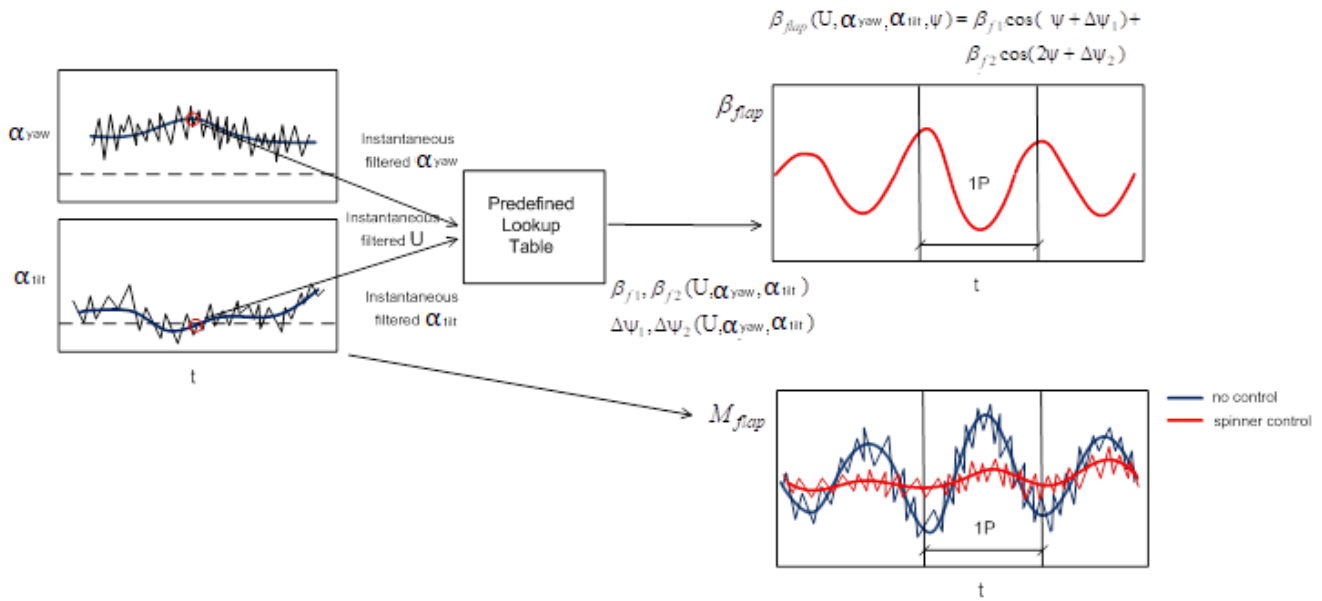 β_flap(U,α_yaw,α_tilt,ψ) = β_f1 cos( ψ + Δψ_1)+
β_f2 cos(2ψ + Δψ_2)
α_yaw
Instantaneous
filtered α_yaw
β_flap
1P
t
Predefined
Lookup
Table
Instantaneous
filtered U
α_tilt
Instantaneous
filtered α_tilt
t
β_f1, β_f2 (U,α_yaw,α_tilt)
Δψ_1, Δψ_2 (U,α_yaw,α_tilt)
M_flap
1P
t
no control
spinner control